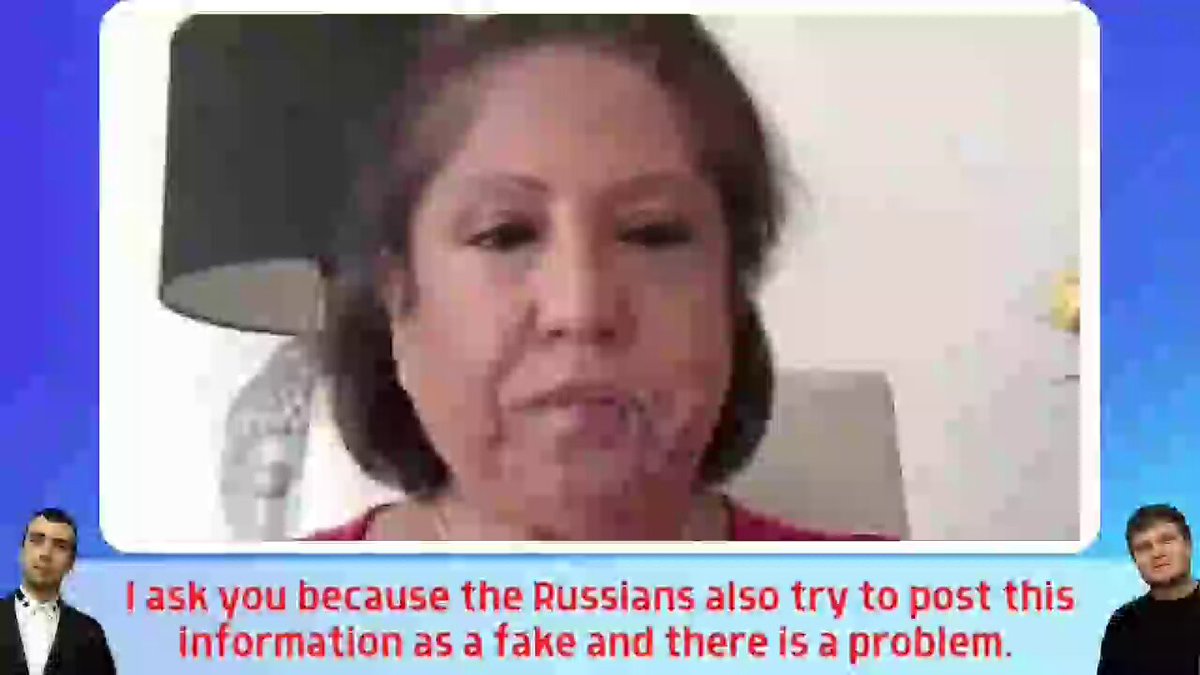 I ask you because the Russians also try to post this
information as a fake and there is a problem.